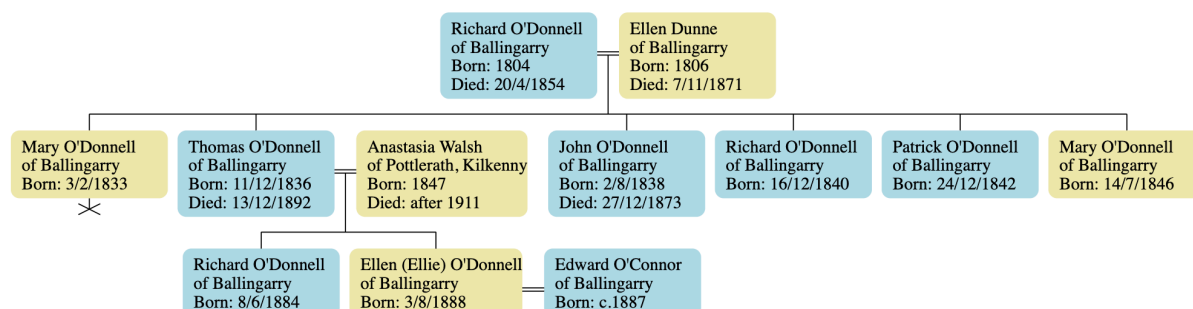 Richard O'Donnell
of Ballingarry
Born: 1804
Died: 20/4/1854
Ellen Dunne
of Ballingarry
Born: 1806
Died: 7/11/1871
Mary O'Donnell
of Ballingarry
Born: 3/2/1833
Thomas O'Donnell
of Ballingarry
Born: 11/12/1836
Died: 13/12/1892
Anastasia Walsh
of Pottlerath, Kilkenny
Born: 1847
Died: after 1911
John O'Donnell
of Ballingarry
Born: 2/8/1838
Died: 27/12/1873
Richard O'Donnell
of Ballingarry
Born: 16/12/1840
Patrick O'Donnell
of Ballingarry
Born: 24/12/1842
Mary O'Donnell
of Ballingarry
Born: 14/7/1846
Richard O'Donnell
of Ballingarry
Born: 8/6/1884
Ellen (Ellie) O'Donnell
of Ballingarry
Born: 3/8/1888
Edward O'Connor
of Ballingarry
Born: c.1887